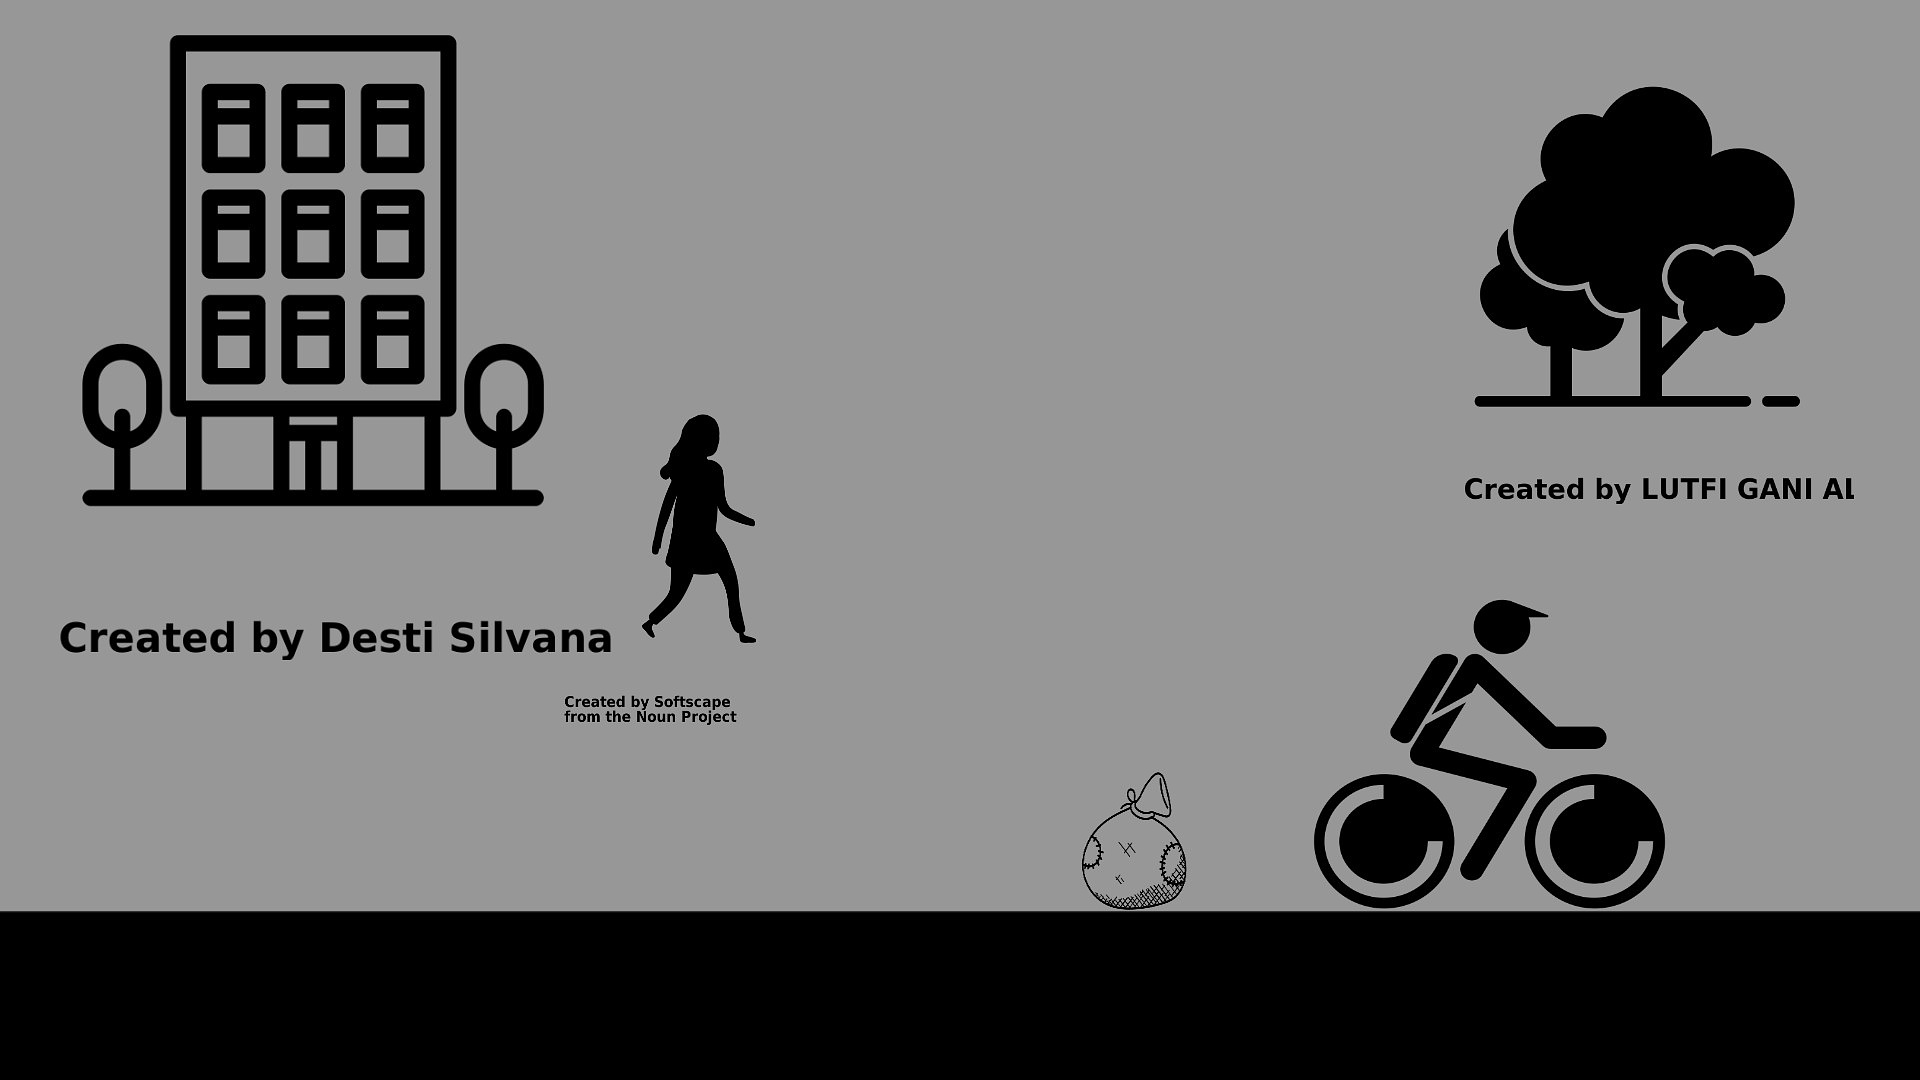 Created by LUTFI GANI AL
Created by Desti Silvana
Created by Softscape
from the Noun Project